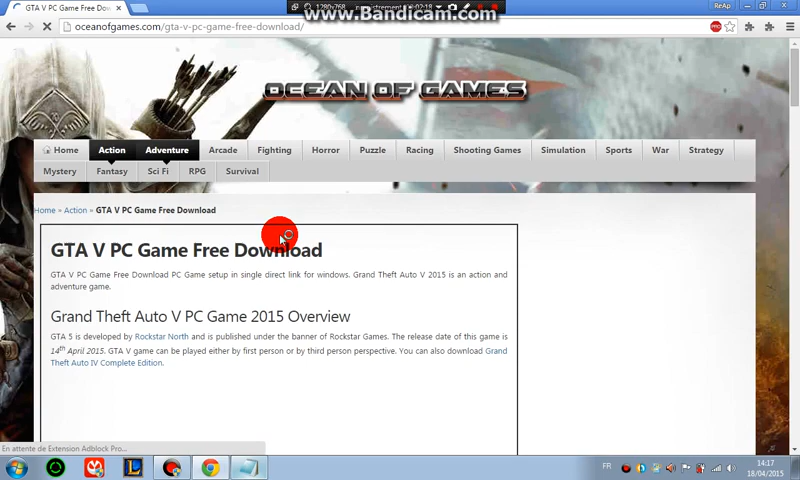 GTA V PC Game Free Dow
1280x768
nregistrement
00:02:18
www.Bandicam.com
ReAp
oceanofgames.com/gta-v-pc-game-free-download/
OCEAN OF GAMES
Home Action Adventure Arcade Fighting Horror Puzzle Racing Shooting Games Simulation Sports War Strategy
Mystery Fantasy Sci Fi RPG Survival
Home » Action » GTA V PC Game Free Download
GTA V PC Game Free Download
GTA V PC Game Free Download PC Game setup in single direct link for windows. Grand Theft Auto V 2015 is an action and
adventure game.
Grand Theft Auto V PC Game 2015 Overview
GTA 5 is developed by Rockstar North and is published under the banner of Rockstar Games. The release date of this game is
14th April 2015. GTA V game can be played either by first person or by third person perspective. You can also download Grand
Theft Auto IV Complete Edition.
En attente de Extension Adblock Pro...
FR
14:17
18/04/2015